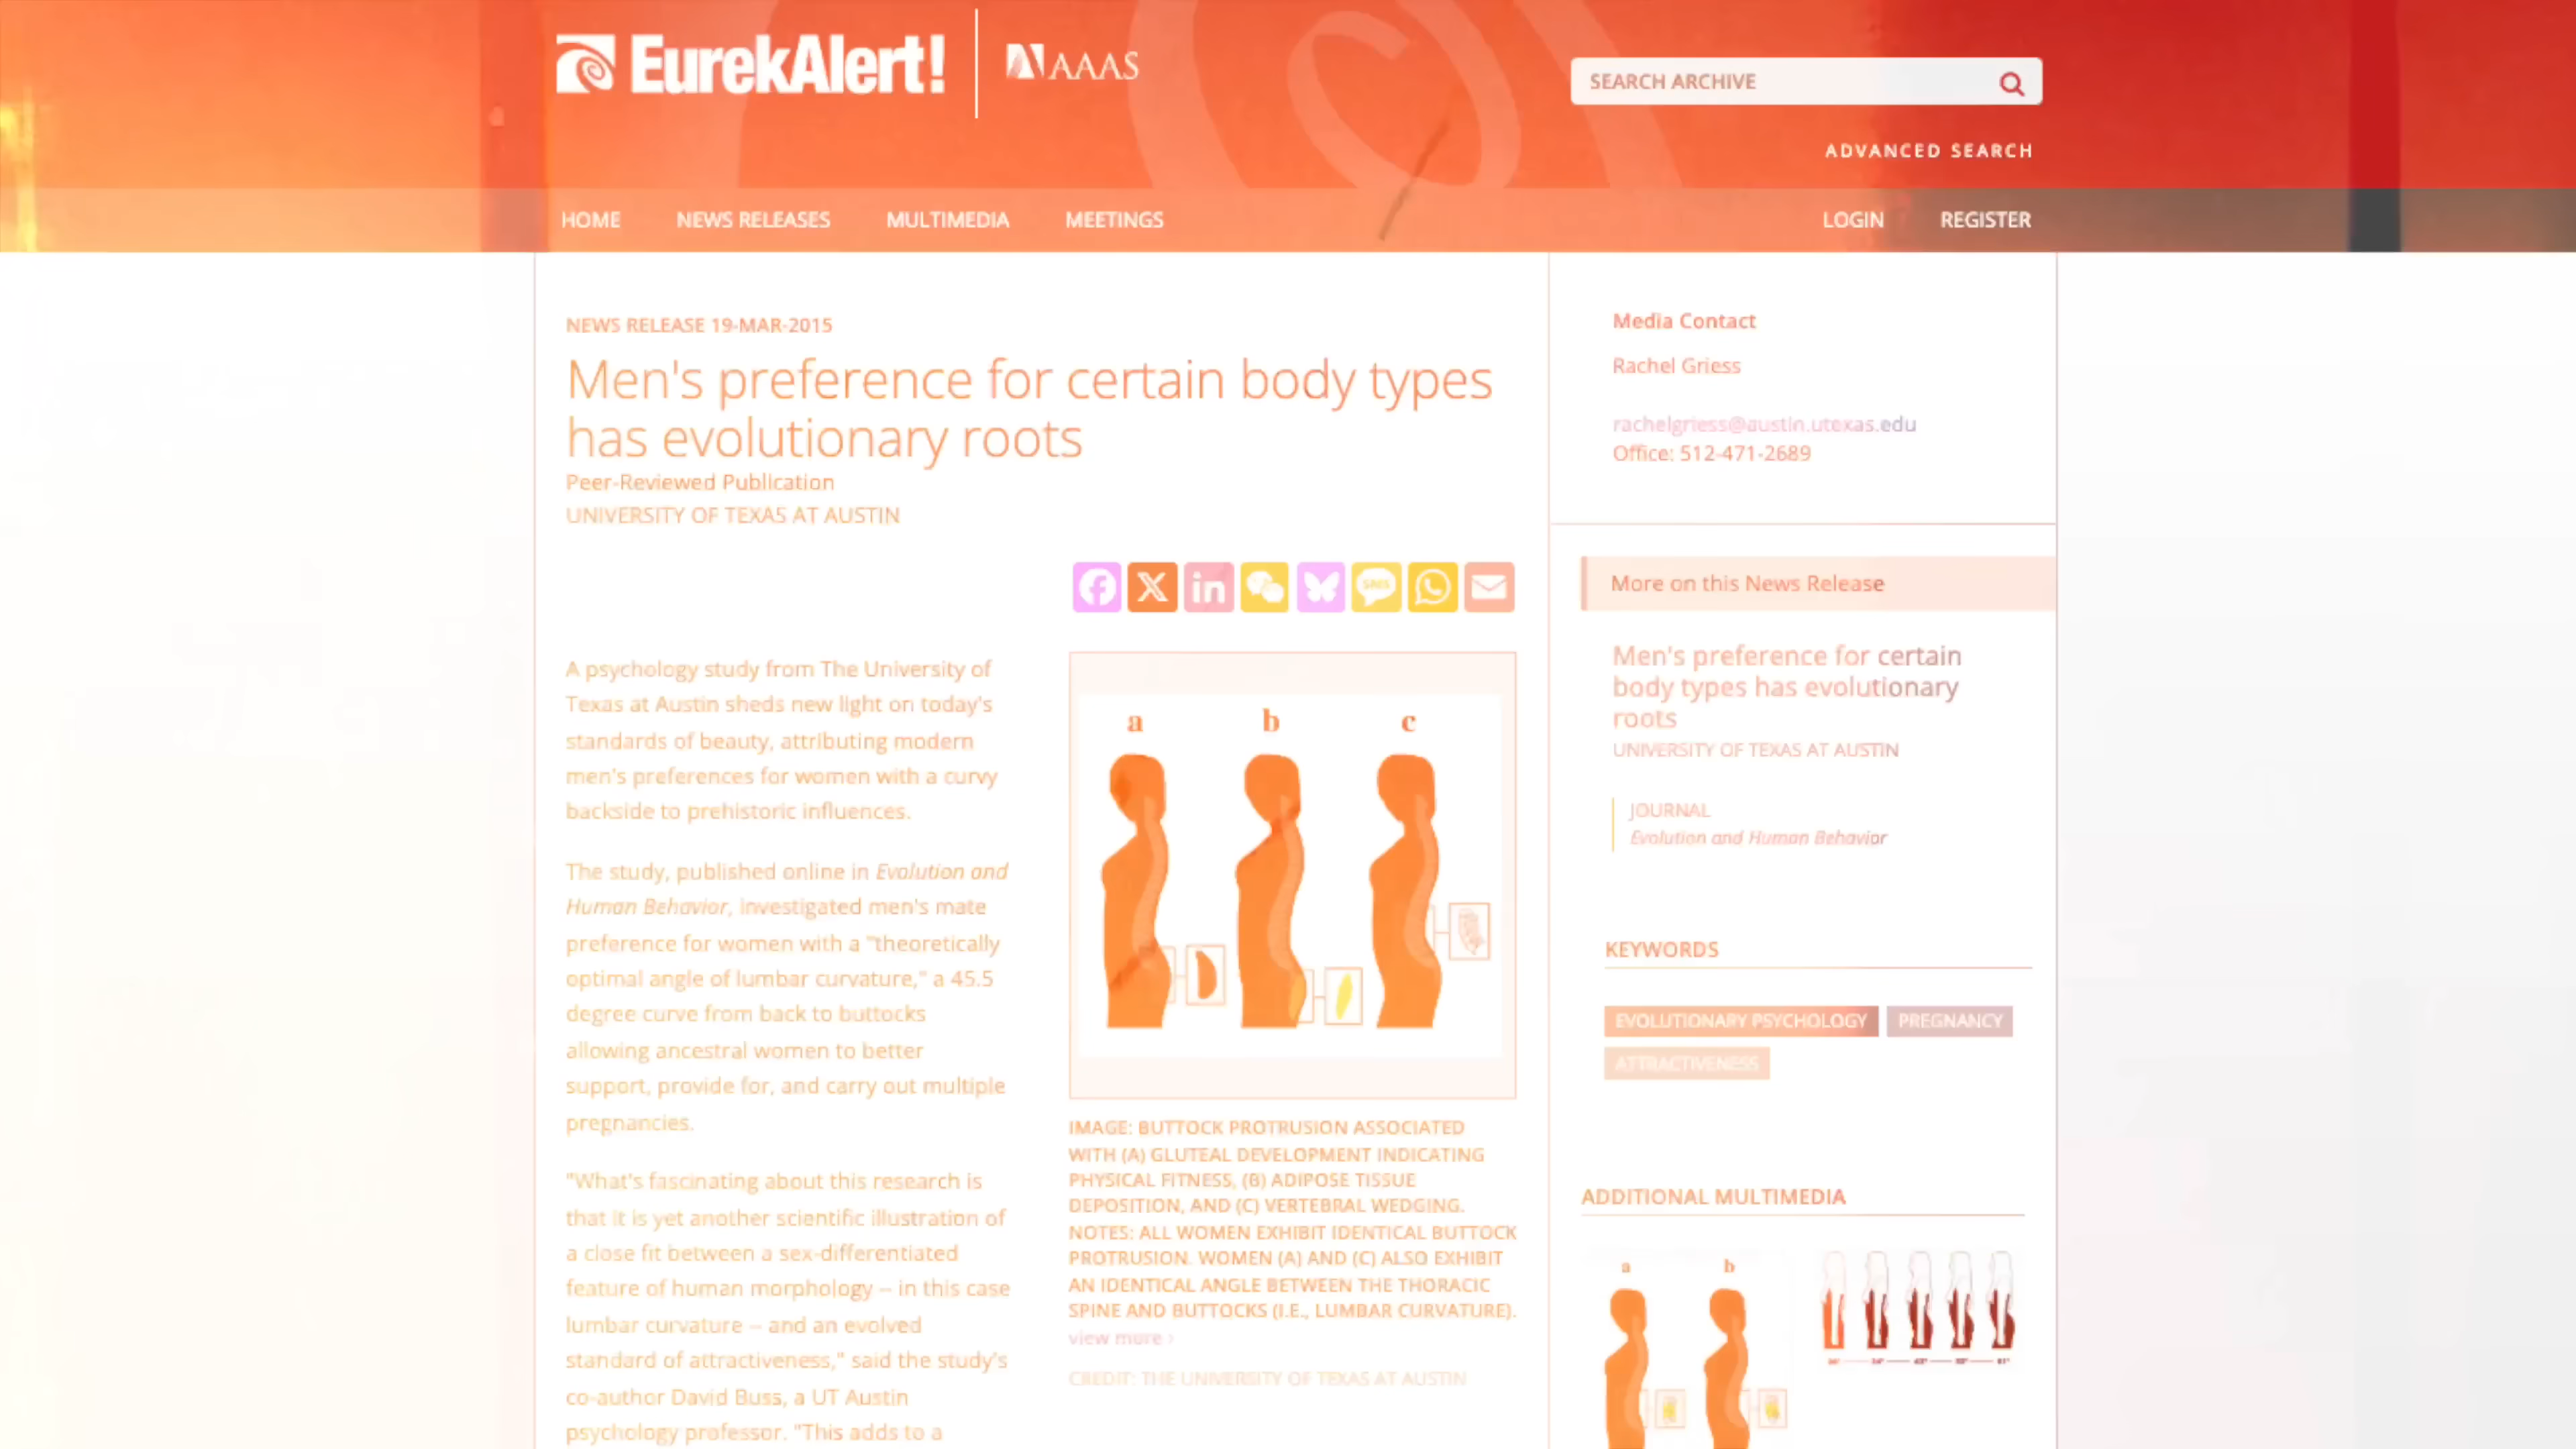 EurekAlert!
AAAS
SEARCH ARCHIVE
ADVANCED SEARCH
HOME
NEWS RELEASES
MULTIMEDIA
MEETINGS
LOGIN
REGISTER
NEWS RELEASE 19-MAR-2015
Men's preference for certain body types
has evolutionary roots
Peer-Reviewed Publication
UNIVERSITY OF TEXAS AT AUSTIN
A psychology study from The University of
Texas at Austin sheds new light on today's
standards of beauty, attributing modern
men's preferences for women with a curvy
backside to prehistoric influences.
The study, published online in Evolution and
Human Behavior, investigated men's mate
preference for women with a "theoretically
optimal angle of lumbar curvature," a 45.5
degree curve from back to buttocks
allowing ancestral women to better
support, provide for, and carry out multiple
pregnancies.
"What's fascinating about this research is
that it is yet another scientific illustration of
a close fit between a sex-differentiated
feature of human morphology -- in this case
lumbar curvature -- and an evolved
standard of attractiveness," said the study's
co-author David Buss, a UT Austin
psychology professor. "This adds to a
SMS
a
b
c
IMAGE: BUTTOCK PROTRUSION ASSOCIATED
WITH (A) GLUTEAL DEVELOPMENT INDICATING
PHYSICAL FITNESS, (B) ADIPOSE TISSUE
DEPOSITION, AND (C) VERTEBRAL WEDGING.
NOTES: ALL WOMEN EXHIBIT IDENTICAL BUTTOCK
PROTRUSION. WOMEN (A) AND (C) ALSO EXHIBIT
AN IDENTICAL ANGLE BETWEEN THE THORACIC
SPINE AND BUTTOCKS (I.E., LUMBAR CURVATURE).
view more ›
CREDIT: THE UNIVERSITY OF TEXAS AT AUSTIN
Media Contact
Rachel Griess
rachelgriess@austin.utexas.edu
Office: 512-471-2689
More on this News Release
Men's preference for certain
body types has evolutionary
roots
UNIVERSITY OF TEXAS AT AUSTIN
JOURNAL
Evolution and Human Behavior
KEYWORDS
EVOLUTIONARY PSYCHOLOGY
PREGNANCY
ATTRACTIVENESS
ADDITIONAL MULTIMEDIA
a
b